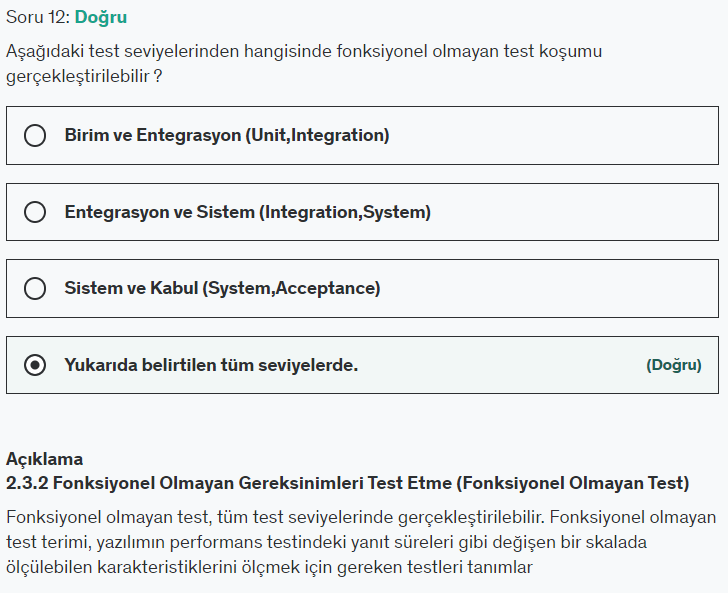 Soru 12: Doğru
Aşağıdaki test seviyelerinden hangisinde fonksiyonel olmayan test koşumu
gerçekleştirilebilir ?
Birim ve Entegrasyon (Unit,Integration)
Entegrasyon ve Sistem (Integration,System)
Sistem ve Kabul (System,Acceptance)
Yukarıda belirtilen tüm seviyelerde. (Doğru)
Açıklama
2.3.2 Fonksiyonel Olmayan Gereksinimleri Test Etme (Fonksiyonel Olmayan Test)
Fonksiyonel olmayan test, tüm test seviyelerinde gerçekleştirilebilir. Fonksiyonel olmayan
test terimi, yazılımın performans testindeki yanıt süreleri gibi değişen bir skalada
ölçülebilen karakteristiklerini ölçmek için gereken testleri tanımlar